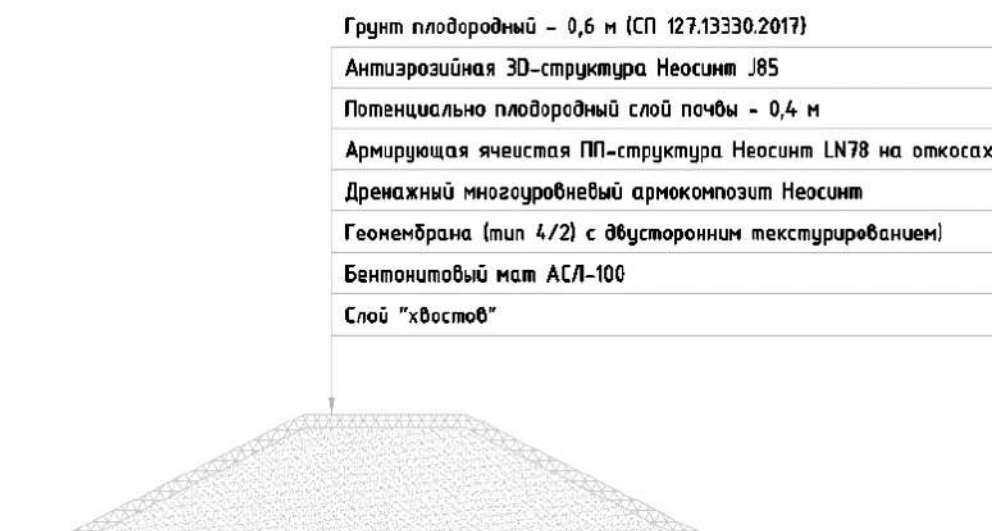 Грунт плодородный - 0,6 м (СП 127.13330.2017)
Антиэрозийная 3D-структура Неосинт J85
Потенциально плодородный слой почвы - 0,4 м
Армирующая ячеистая ПП-структура Неосинт LN78 на откосах
Дренажный многоуровневый армокомпозит Неосинт
Геомембрана (тип 4/2) с двусторонним текстурированием)
Бентонитовый мат АСЛ-100
Слой "хвостов"